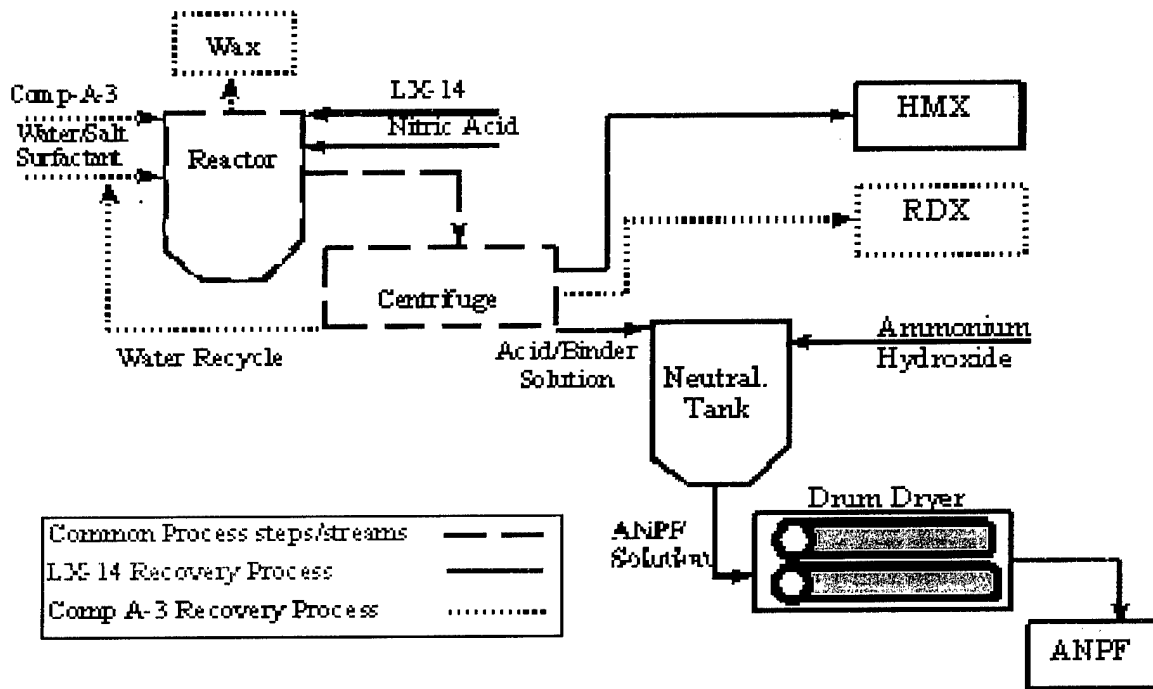 Wax
Comp-A-3
Water/Salt
Surfactant
LX-14
Nitric Acid
Reactor
HMX
RDX
Centrifuge
Water Recycle
Acid/Binder
Solution
Ammonium
Hydroxide
Neutral.
Tank
Drum Dryer
ANPF
Solution
ANPF
Common Process steps/streams
LX-14 Recovery Process
Comp A-3 Recovery Process